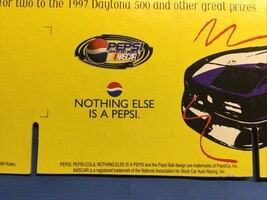 for two to the 1997 Daytona 500 and other great prizes.
PEPSI
NASCAR
NOTHING ELSE
IS A PEPSI.
AR Rules.
PEPSI, PEPSI-COLA, NOTHING ELSE IS A PEPSI and the Pepsi Ball design are trademarks of PepsiCo, Inc.
NASCAR is a registered trademark of the National Association for Stock Car Auto Racing, Inc.